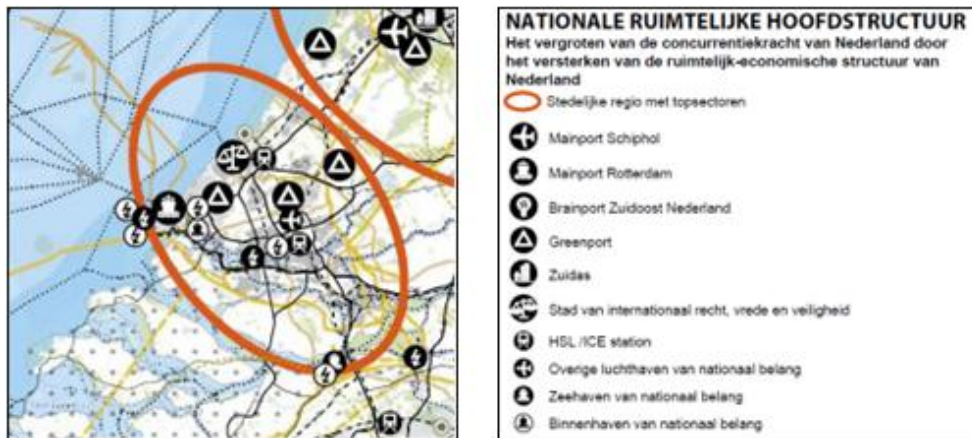 NATIONALE RUIMTELIJKE HOOFDSTRUCTUUR
Het vergroten van de concurrentiekracht van Nederland door
het versterken van de ruimtelijk-economische structuur van
Nederland
Stedelijke regio met topsectoren
Mainport Schiphol
Mainport Rotterdam
Brainport Zuidoost Nederland
Greenport
Zuidas
Stad van internationaal recht, vrede en veiligheid
HSL /ICE station
Overige luchthaven van nationaal belang
Zeehaven van nationaal belang
Binnenhaven van nationaal belang